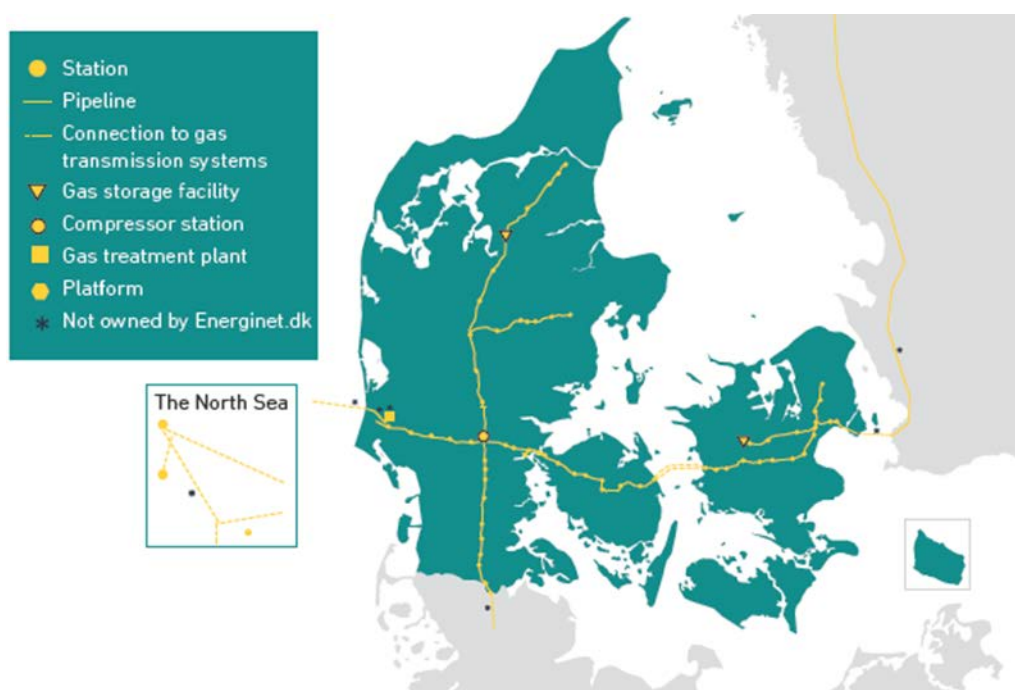 Station
Pipeline
Connection to gas
transmission systems
Gas storage facility
Compressor station
Gas treatment plant
Platform
Not owned by Energinet.dk
The North Sea